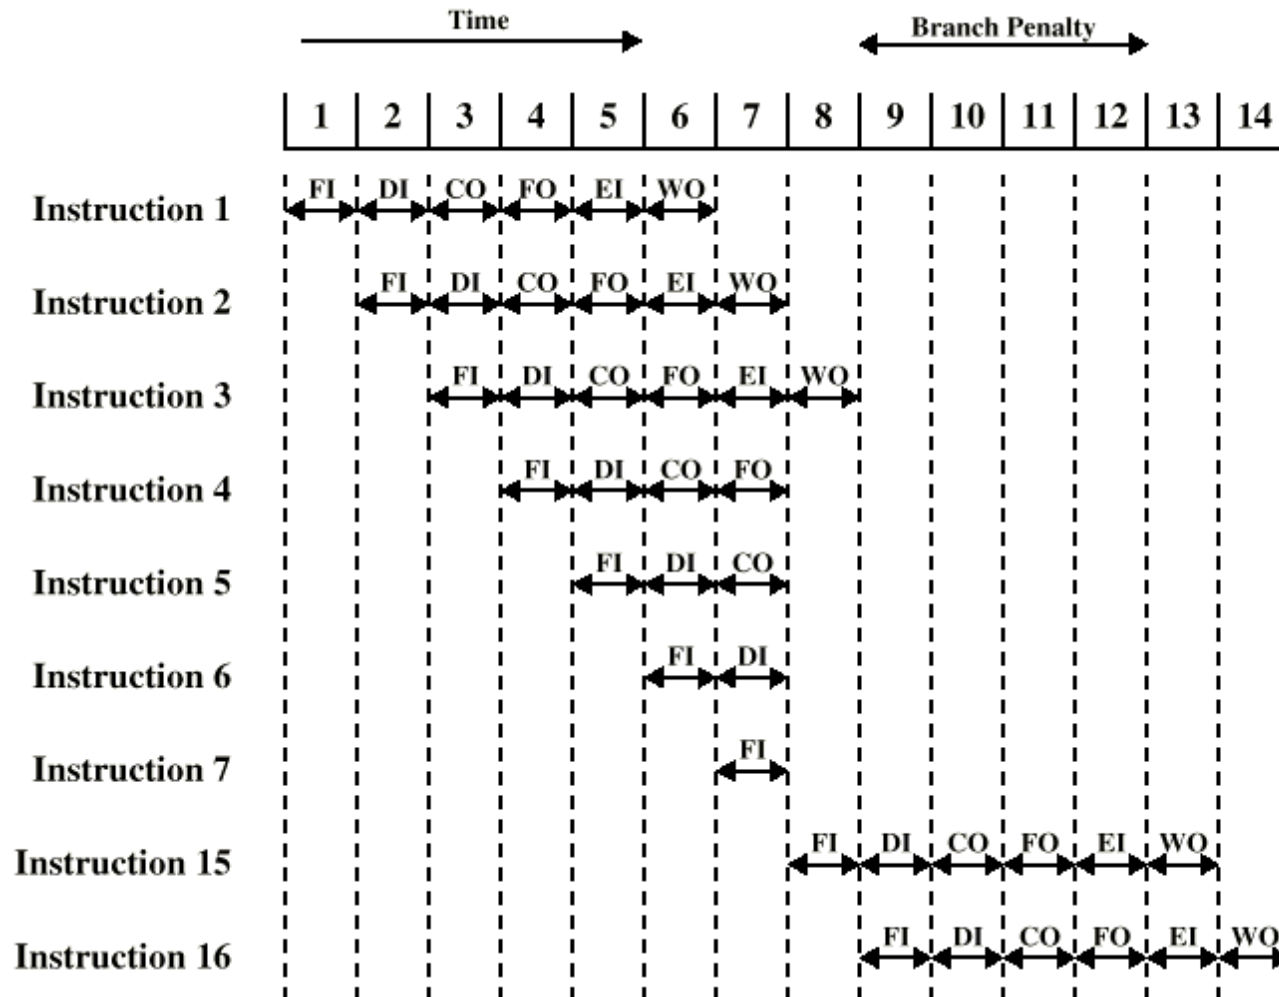 Time Branch Penalty
1 2 3 4 5 6 7 8 9 10 11 12 13 14
Instruction 1 FI DI CO FO EI WO
Instruction 2 FI DI CO FO EI WO
Instruction 3 FI DI CO FO EI WO
Instruction 4 FI DI CO FO
Instruction 5 FI DI CO
Instruction 6 FI DI
Instruction 7 FI
Instruction 15 FI DI CO FO EI WO
Instruction 16 FI DI CO FO EI WO